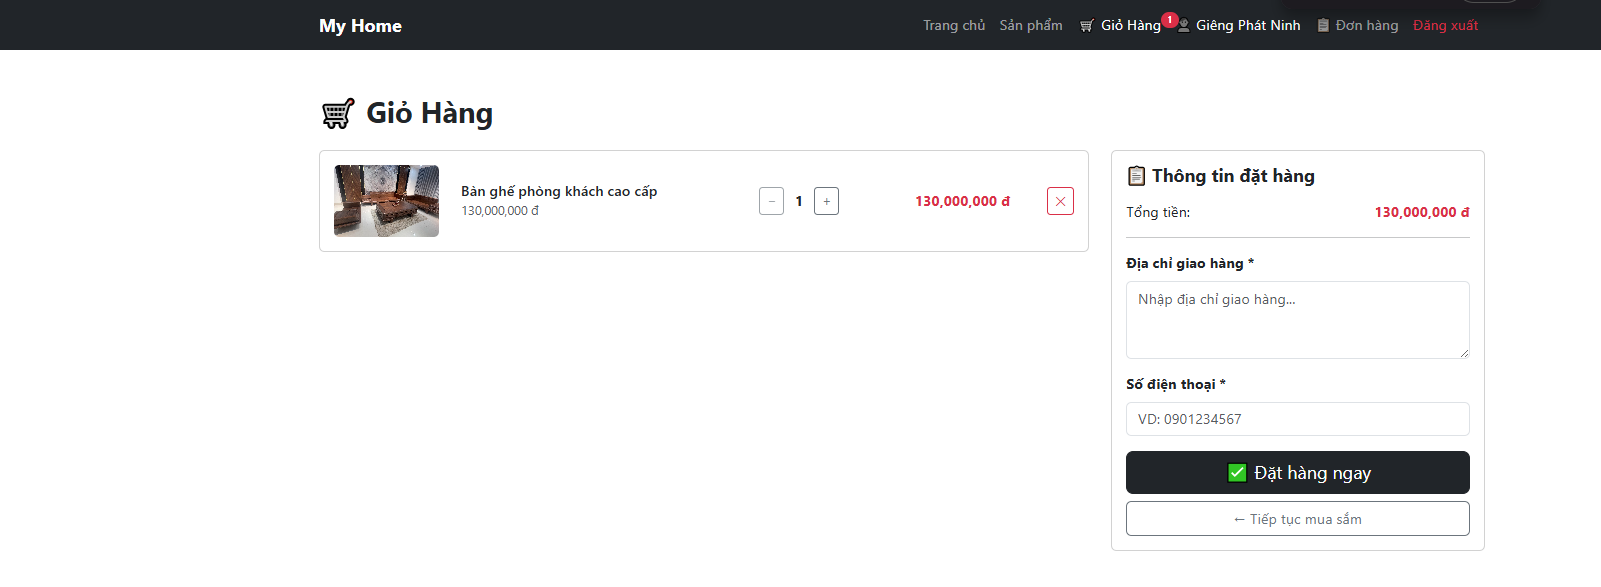 My Home
Trang chủ Sản phẩm 🛒 Giỏ Hàng 1 Giêng Phát Ninh 📋 Đơn hàng Đăng xuất
🛒 Giỏ Hàng
Bàn ghế phòng khách cao cấp
130,000,000 đ
− 1 +
130,000,000 đ
📋 Thông tin đặt hàng
Tổng tiền: 130,000,000 đ
Địa chỉ giao hàng *
Nhập địa chỉ giao hàng...
Số điện thoại *
VD: 0901234567
✅ Đặt hàng ngay
← Tiếp tục mua sắm